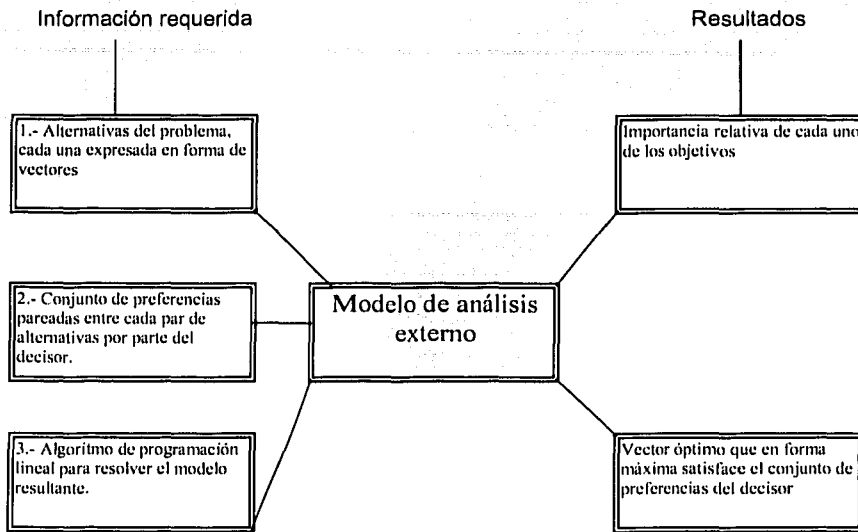 Información requerida
Resultados
1.- Alternativas del problema,
cada una expresada en forma de
vectores
Importancia relativa de cada uno
de los objetivos
2.- Conjunto de preferencias
pareadas entre cada par de
alternativas por parte del
decisor.
Modelo de análisis
externo
3.- Algoritmo de programación
lineal para resolver el modelo
resultante.
Vector óptimo que en forma
máxima satisface el conjunto de
preferencias del decisor